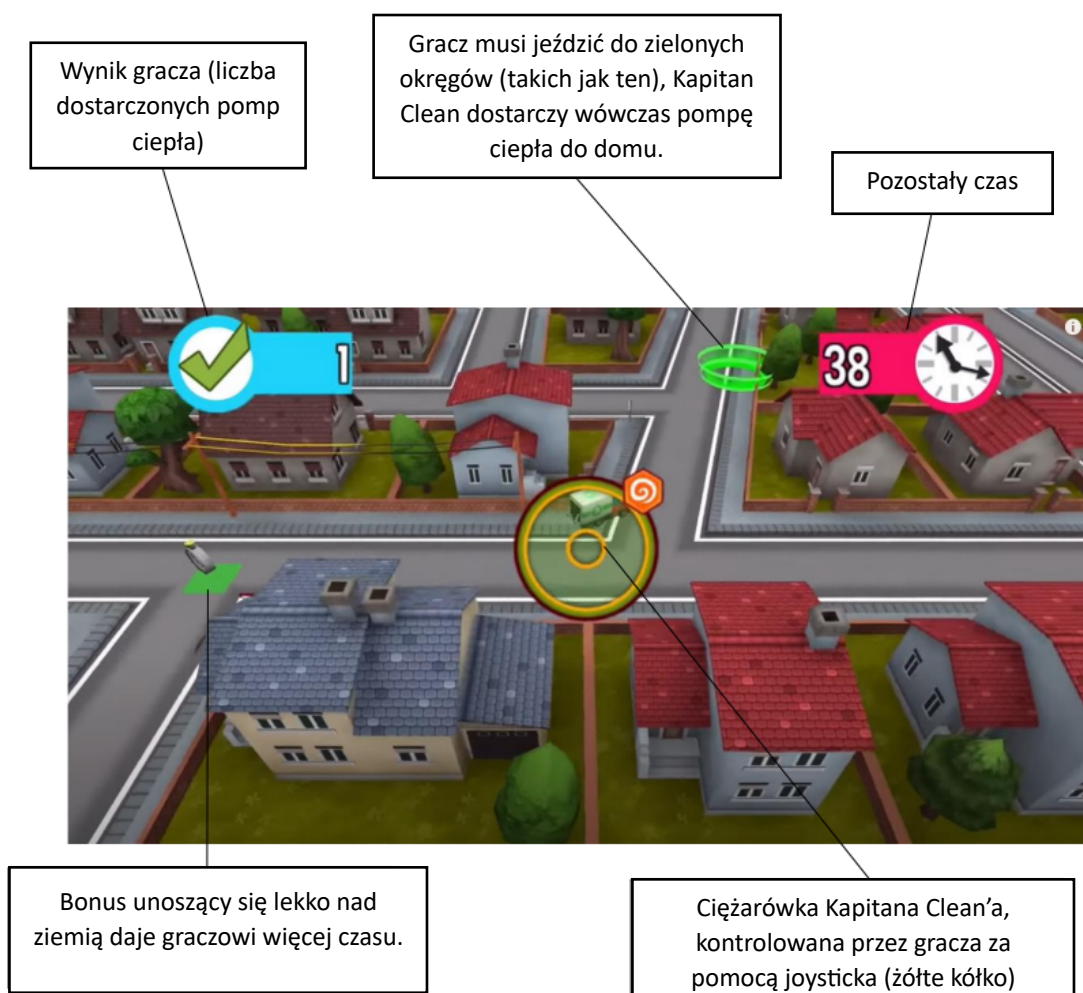 Wynik gracza (liczba
dostarczonych pomp
ciepła)
Gracz musi jeździć do zielonych
okręgów (takich jak ten), Kapitan
Clean dostarczy wówczas pompę
ciepła do domu.
Pozostały czas
1
38
Bonus unoszący się lekko nad
ziemią daje graczowi więcej czasu.
Ciężarówka Kapitana Clean’a,
kontrolowana przez gracza za
pomocą joysticka (żółte kółko)